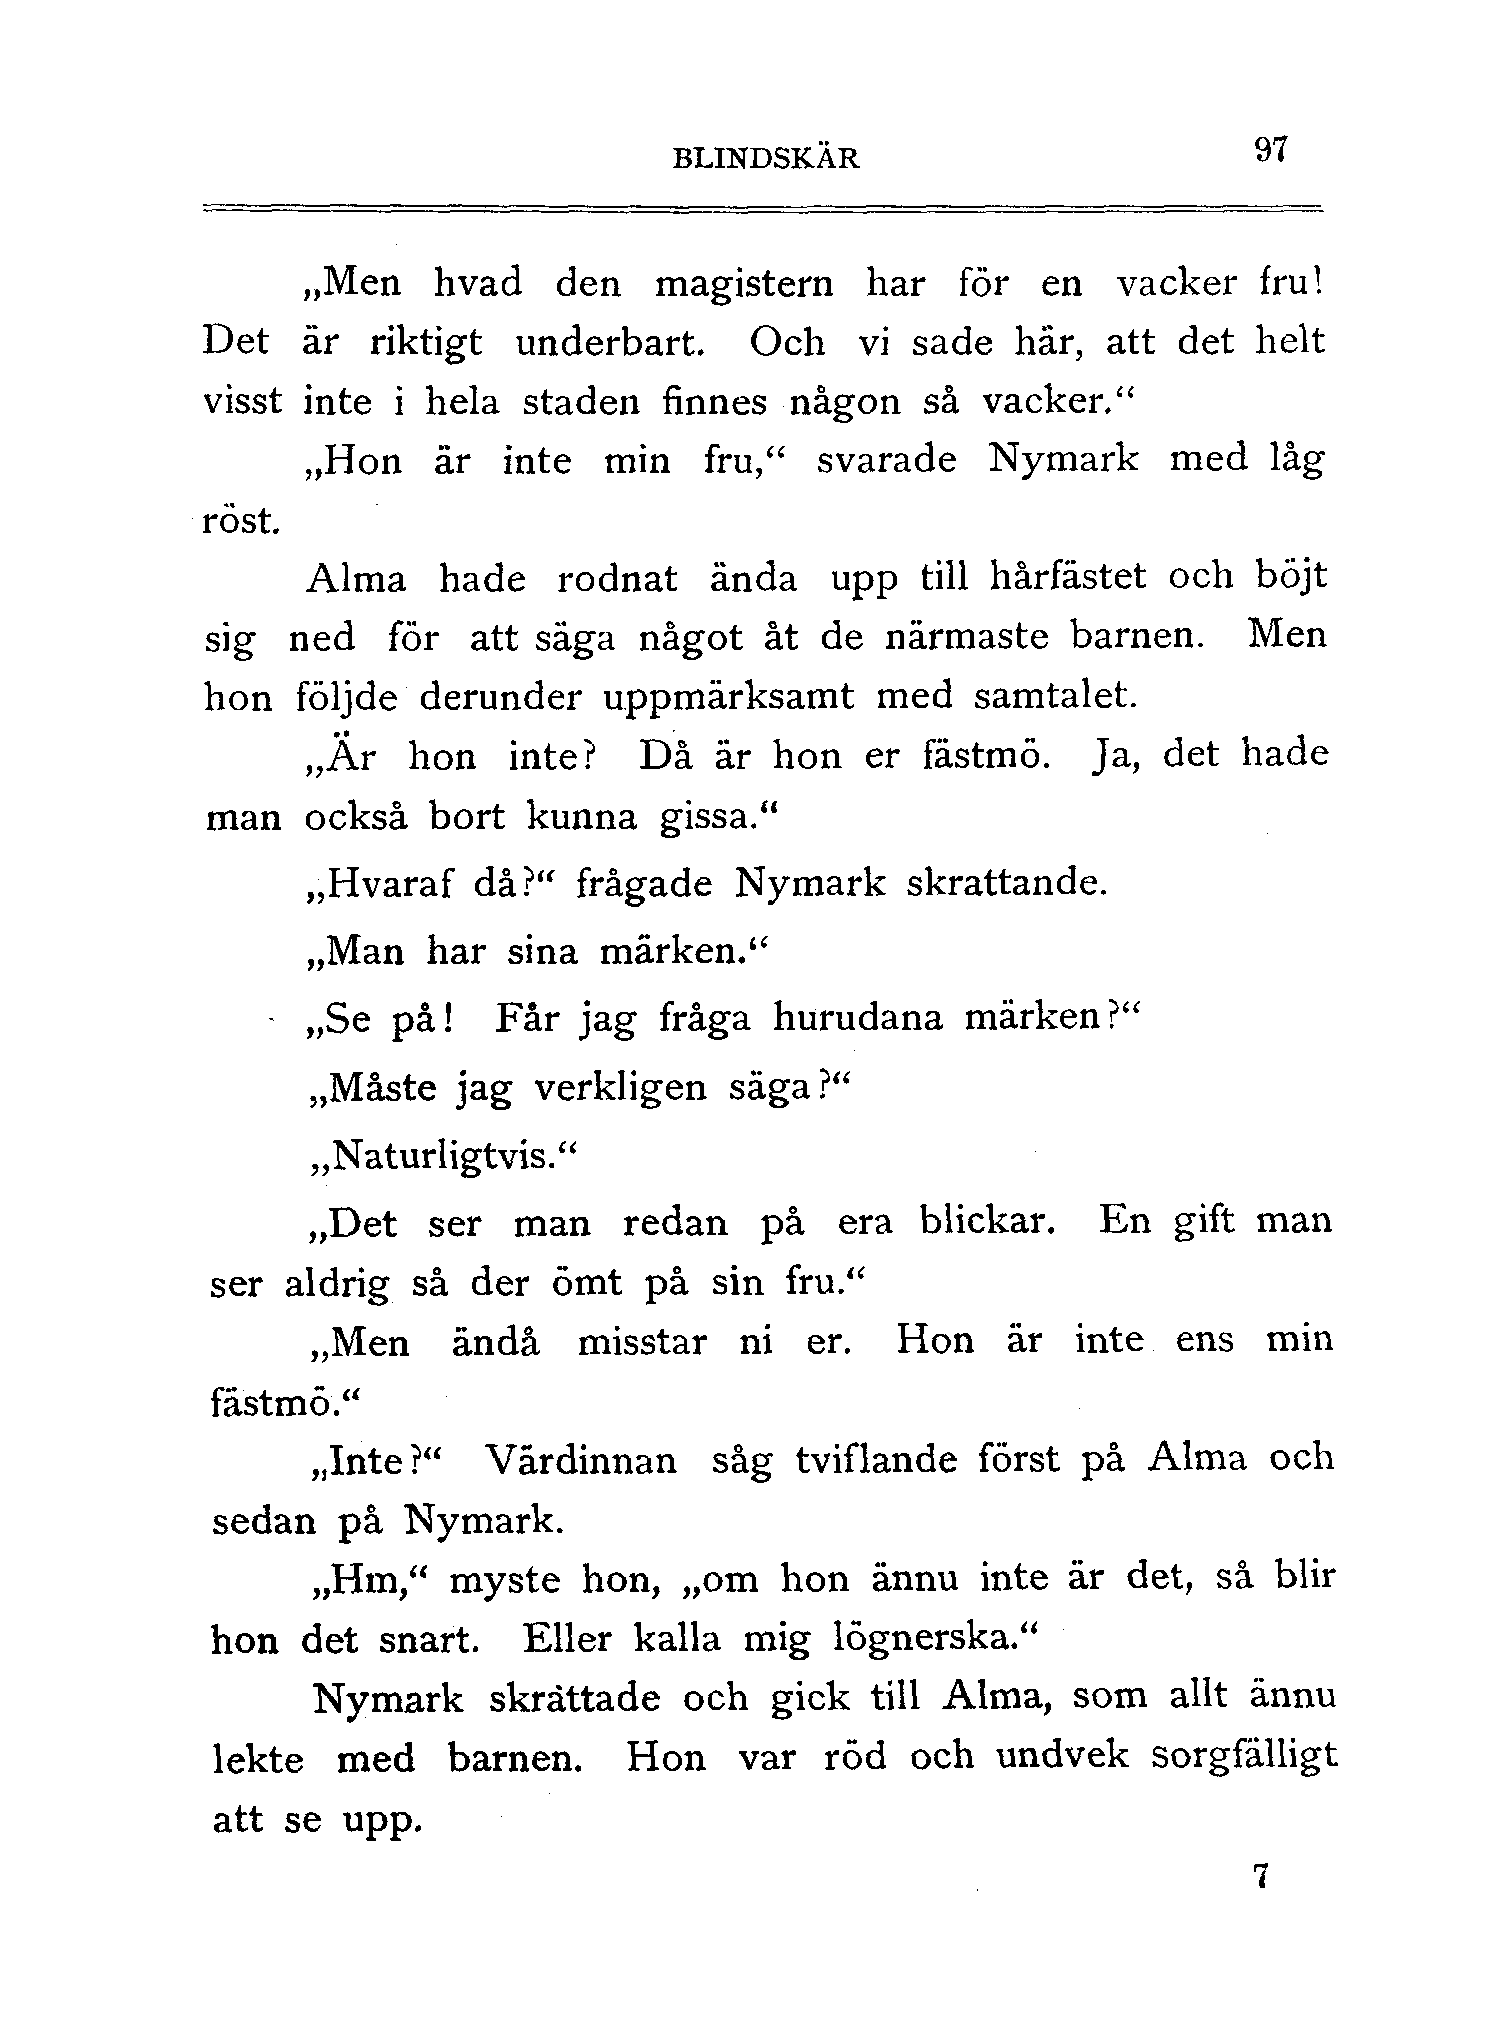 BLINDSKÄR
97
„Men hvad den magistern har för en vacker fru!
Det är riktigt underbart. Och vi sade här, att det helt
visst inte i hela staden finnes någon så vacker.“
„Hon är inte min fru,“ svarade Nymark med låg
röst.
Alma hade rodnat ända upp till hårfästet och böjt
sig ned för att säga något åt de närmaste barnen. Men
hon följde derunder uppmärksamt med samtalet.
„Är hon inte? Då är hon er fästmö. Ja, det hade
man också bort kunna gissa.“
„Hvaraf då?“ frågade Nymark skrattande.
„Man har sina märken.“
„Se på! Får jag fråga hurudana märken?“
„Måste jag verkligen säga?“
„Naturligtvis.“
„Det ser man redan på era blickar. En gift man
ser aldrig så der ömt på sin fru.“
„Men ändå misstar ni er. Hon är inte ens min
fästmö.“
„Inte?“ Värdinnan såg tviflande först på Alma och
sedan på Nymark.
„Hm,“ myste hon, „om hon ännu inte är det, så blir
hon det snart. Eller kalla mig lögnerska.“
Nymark skrattade och gick till Alma, som allt ännu
lekte med barnen. Hon var röd och undvek sorgfälligt
att se upp.
7